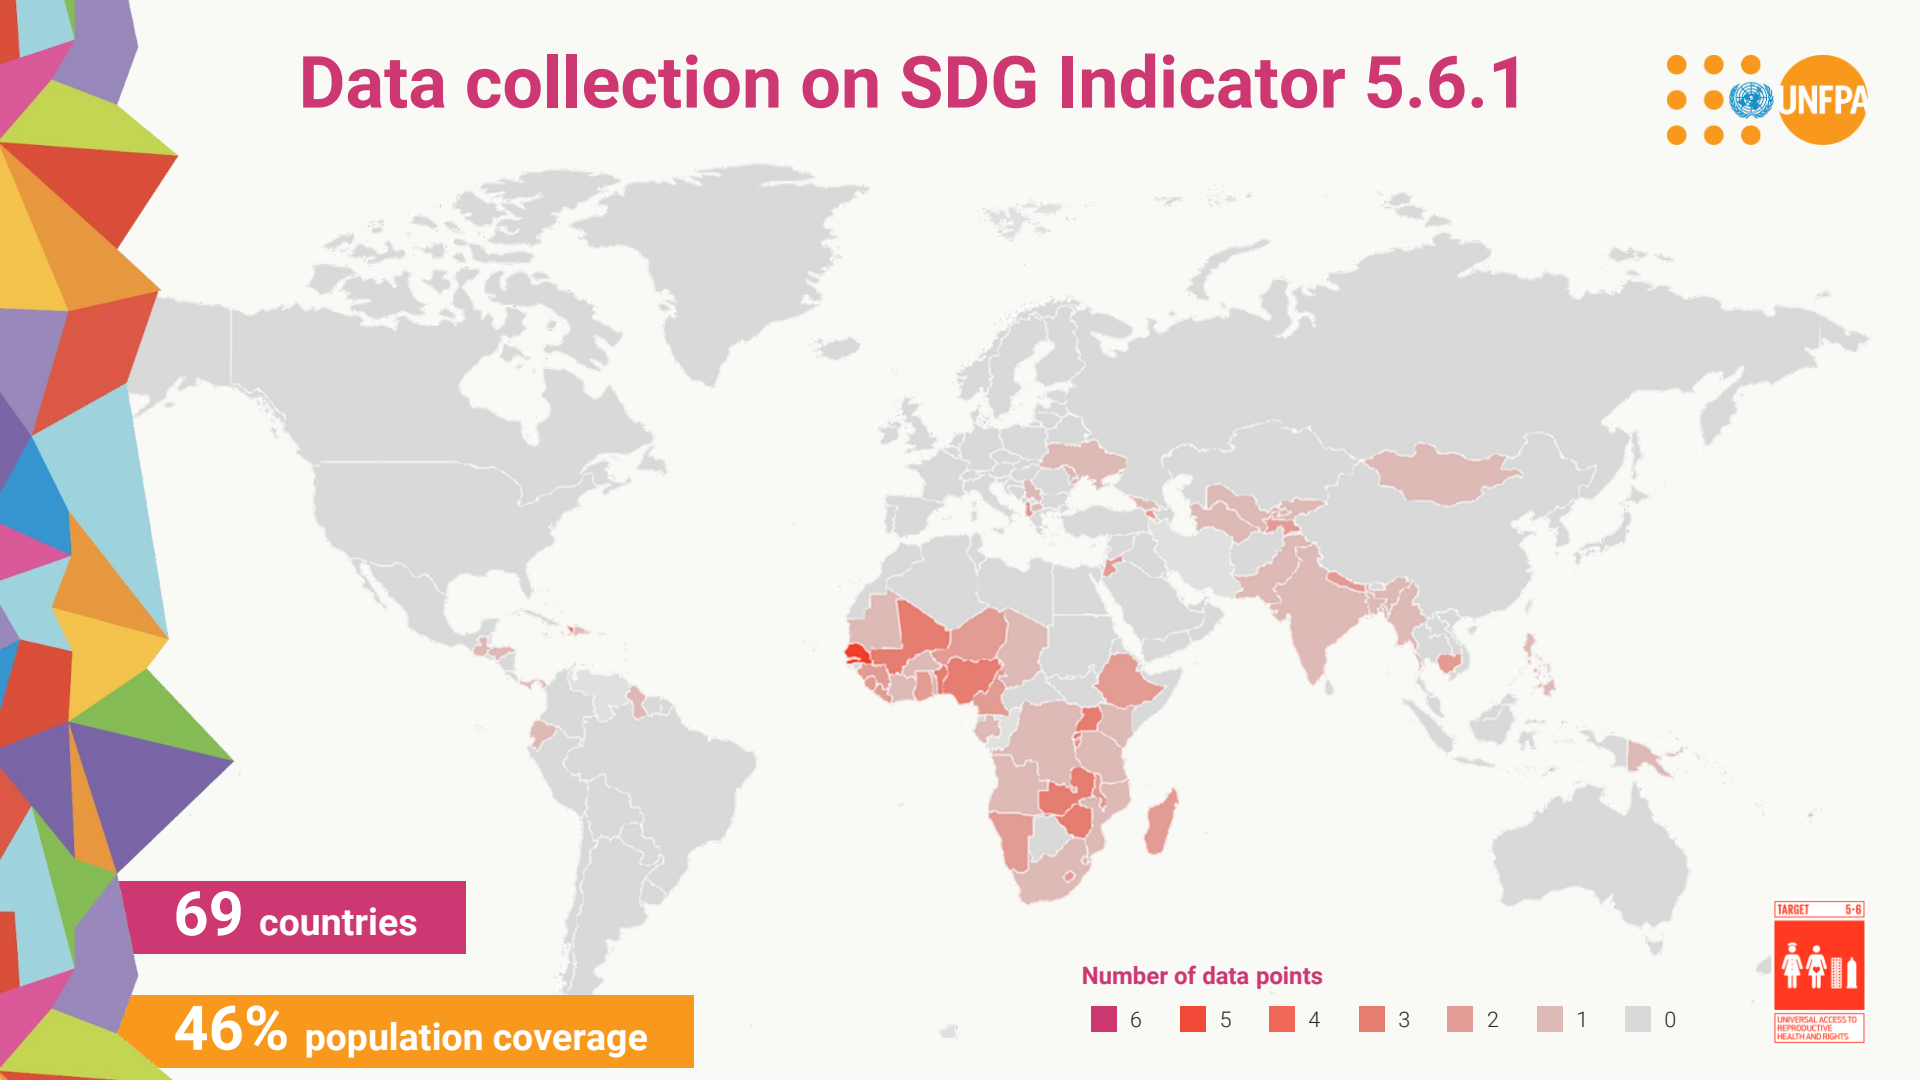 Data collection on SDG Indicator 5.6.1
UNFPA
69 countries
46% population coverage
Number of data points
6 5 4 3 2 1 0
TARGET 5-6
UNIVERSAL ACCESS TO
REPRODUCTIVE
HEALTH AND RIGHTS